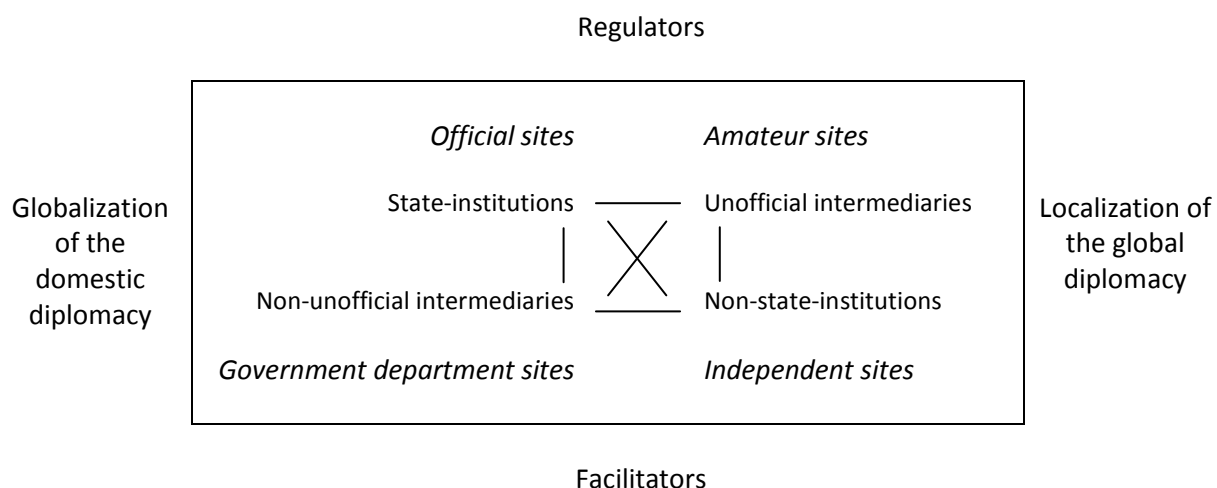 Regulators
Official sites
Amateur sites
State-institutions
Unofficial intermediaries
Globalization
of the
domestic
diplomacy
Localization of
the global
diplomacy
Non-unofficial intermediaries
Non-state-institutions
Government department sites
Independent sites
Facilitators